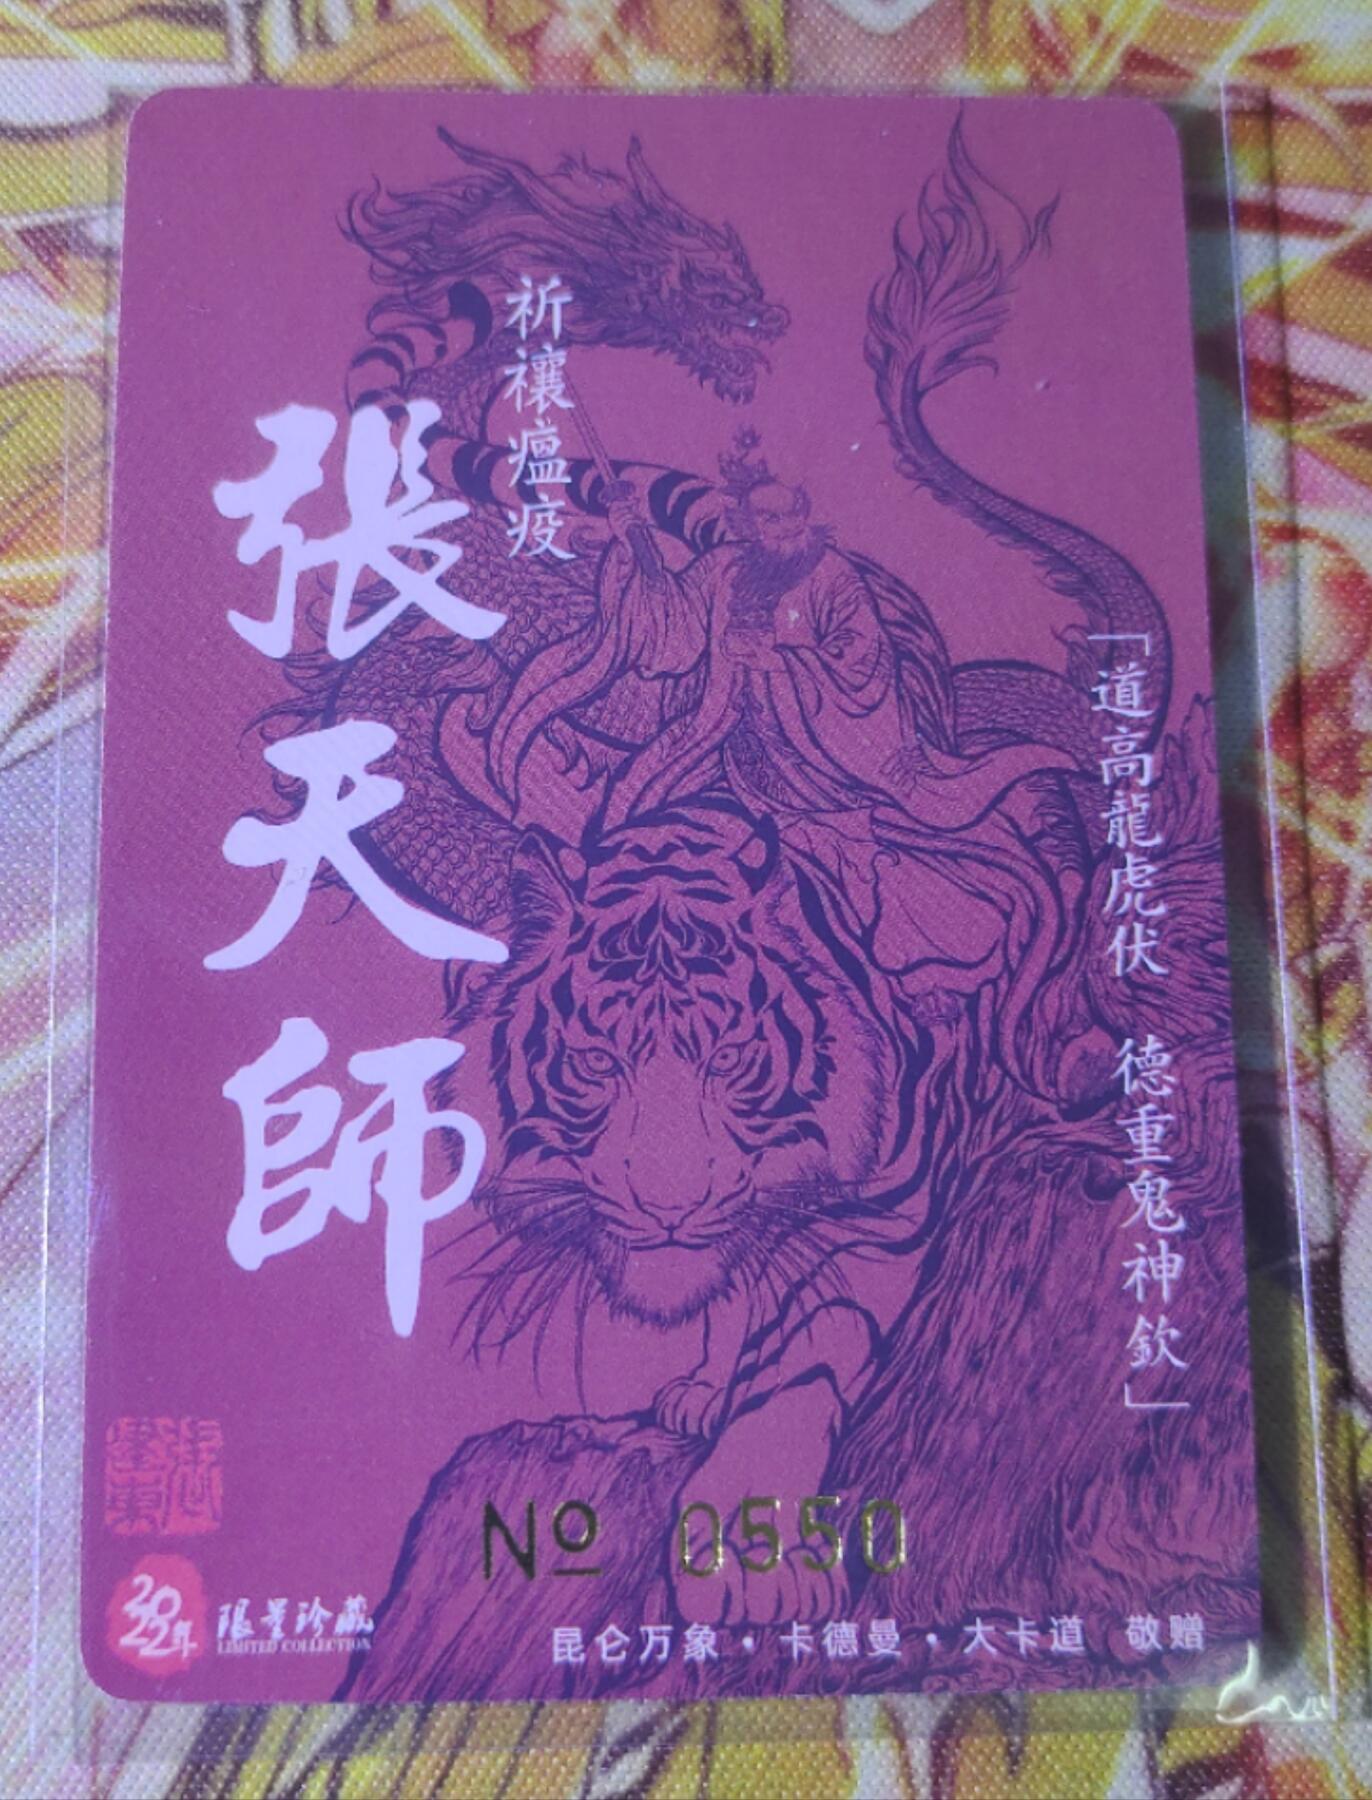 「道高龍虎伏　德重鬼神欽」
祈禳瘟疫
張天師
No 0550
2022年
限量珍藏
LIMITED COLLECTION
昆仑万象・卡德曼・大卡道 敬赠